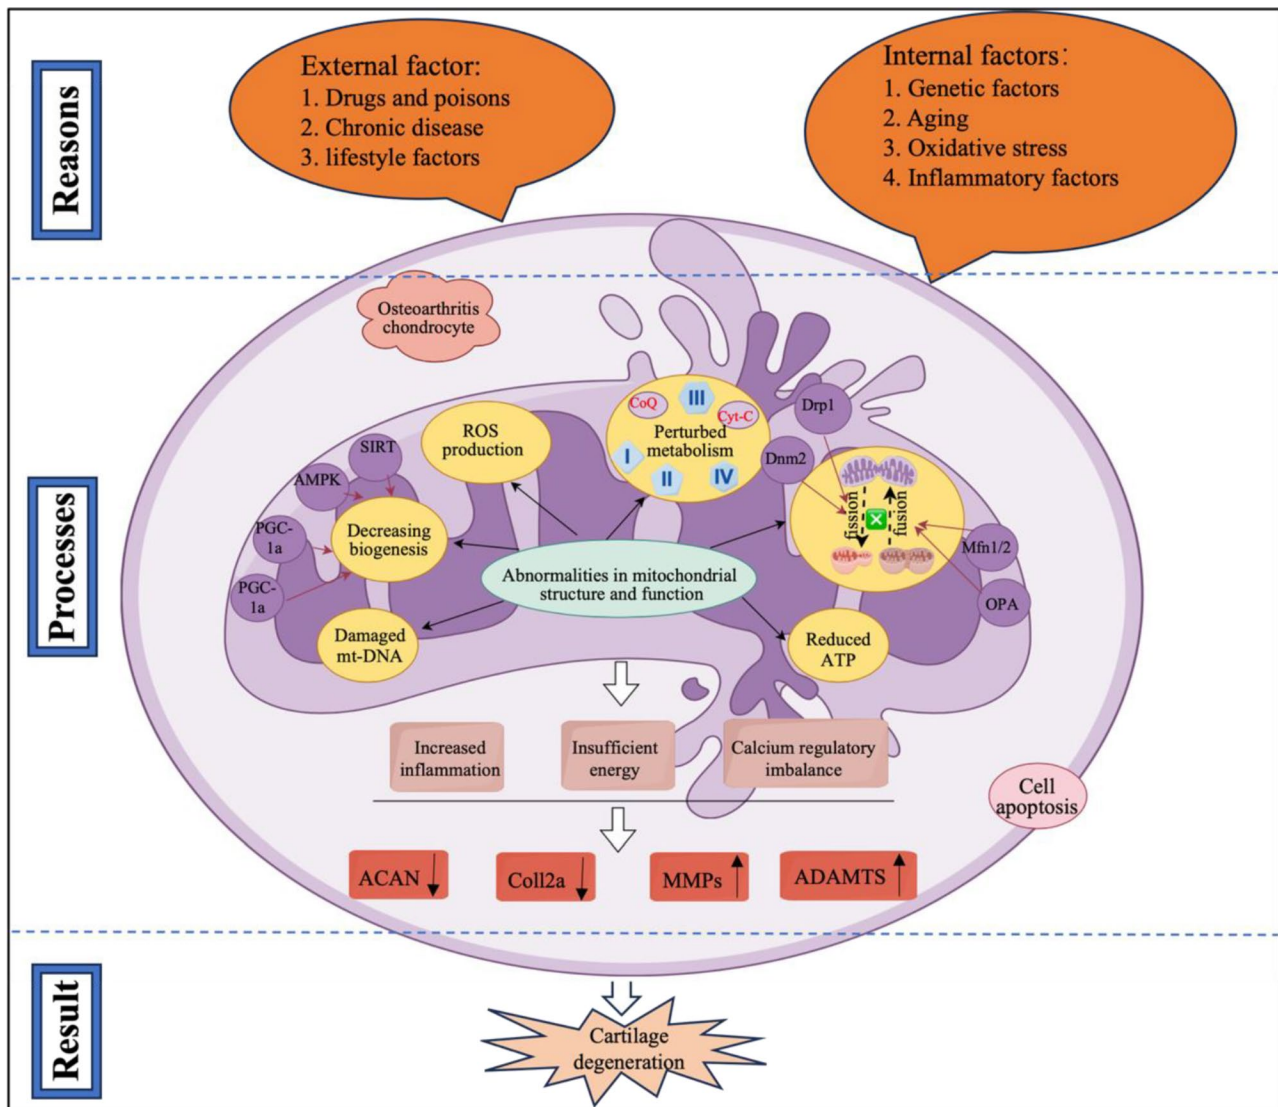 Reasons
External factor:
1. Drugs and poisons
2. Chronic disease
3. lifestyle factors
Internal factors:
1. Genetic factors
2. Aging
3. Oxidative stress
4. Inflammatory factors
Processes
Osteoarthritis
chondrocyte
ROS
production
CoQ
III
Cyt-C
Perturbed
metabolism
I
II
IV
Drp1
Dnm2
SIRT
AMPK
PGC-
1a
PGC-
1a
Decreasing
biogenesis
fission
fusion
Mfn1/2
OPA
Abnormalities in mitochondrial
structure and function
Damaged
mt-DNA
Reduced
ATP
Increased
inflammation
Insufficient
energy
Calcium regulatory
imbalance
Cell
apoptosis
ACAN
Coll2a
MMPs
ADAMTS
Result
Cartilage
degeneration